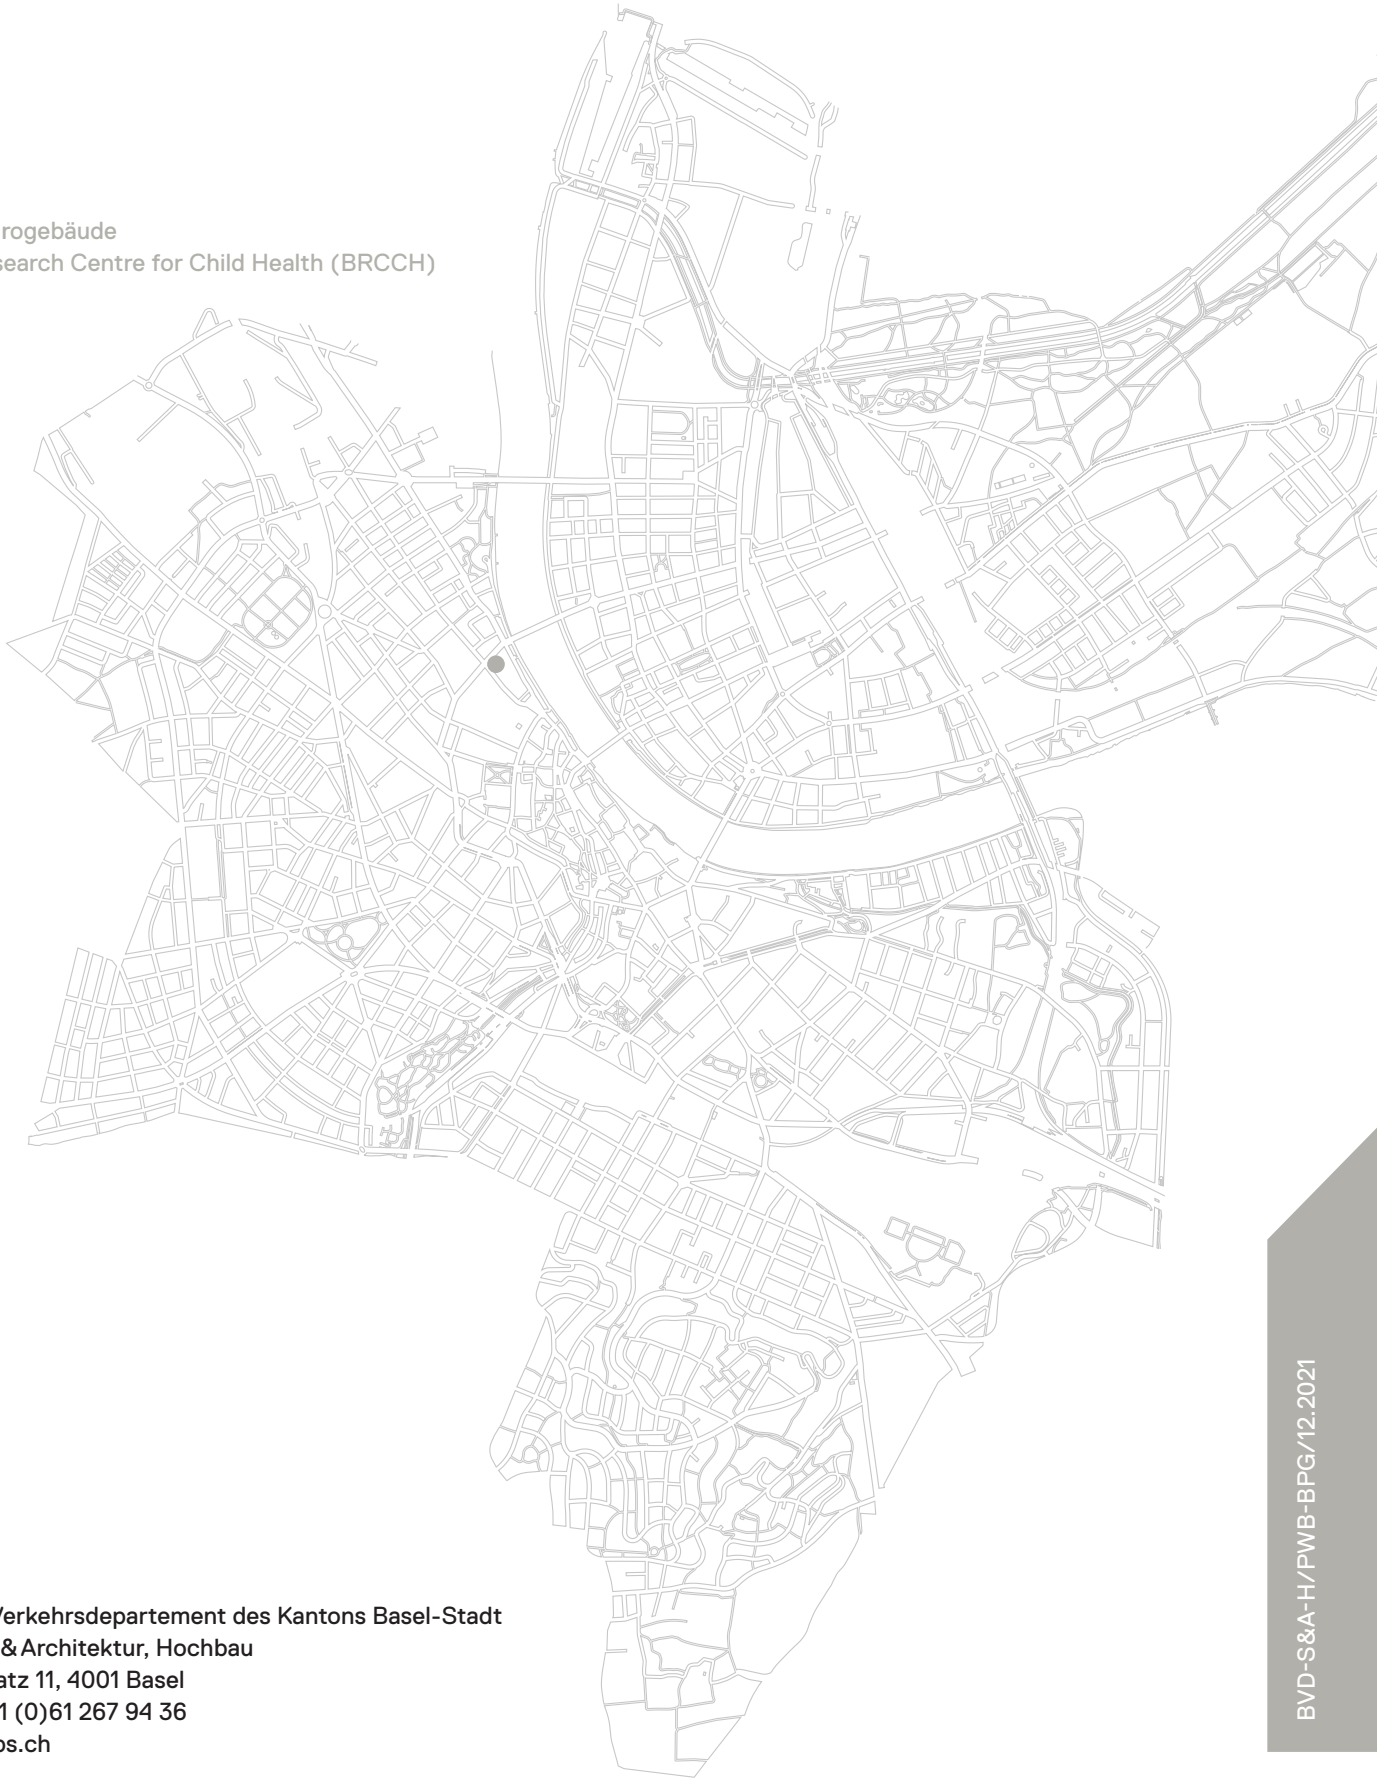 rogebäude
search Centre for Child Health (BRCCH)
Verkehrsdepartement des Kantons Basel-Stadt
& Architektur, Hochbau
atz 11, 4001 Basel
1 (0)61 267 94 36
os.ch
BVD-S&A-H/PWB-BPG/12.2021